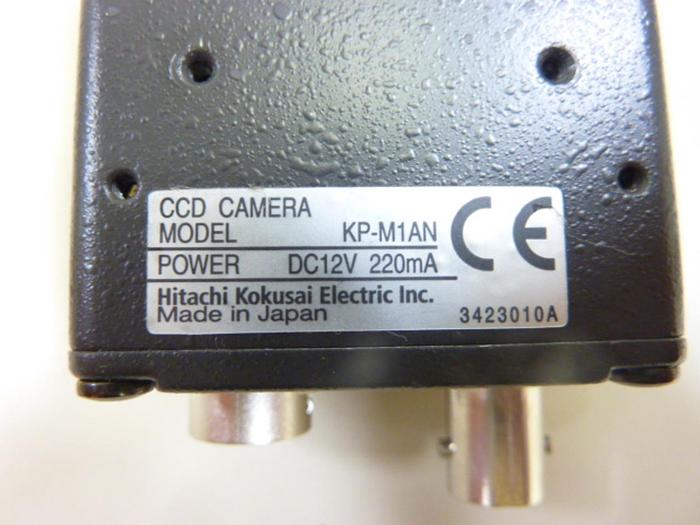 CCD CAMERA
MODEL KP-M1AN
POWER DC12V 220mA
Hitachi Kokusai Electric Inc.
Made in Japan 3423010A
CE